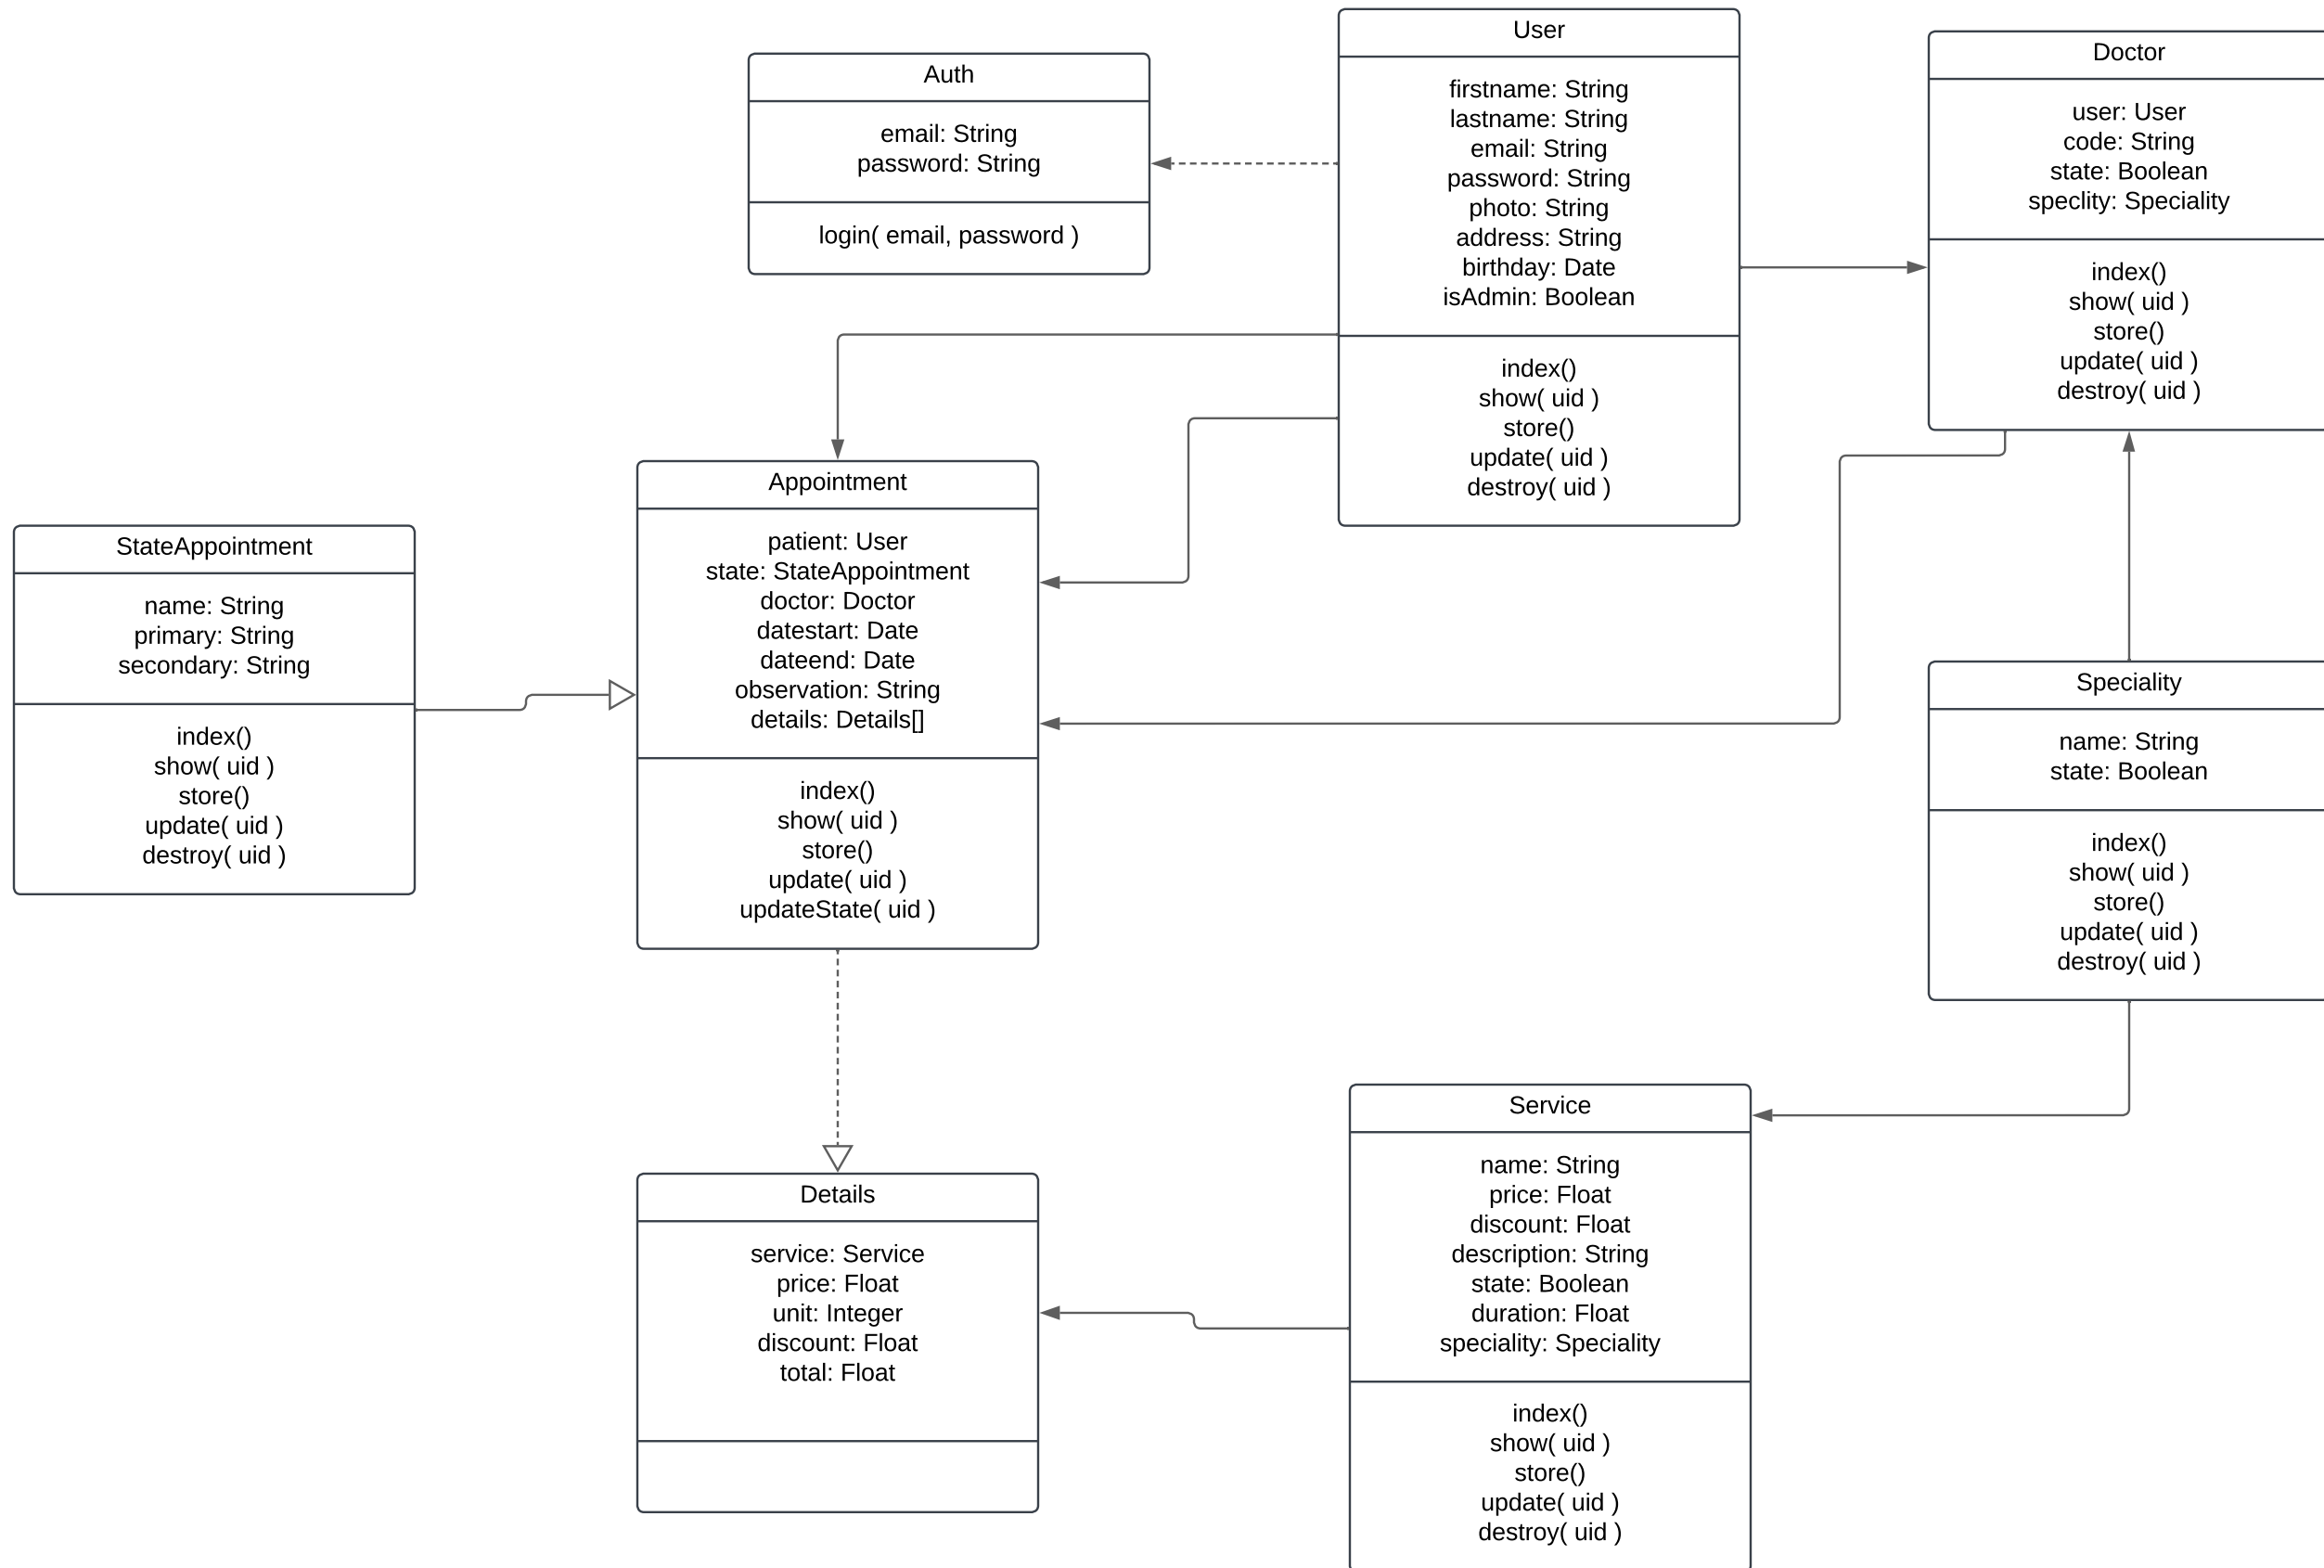 User
firstname: String
lastname: String
email: String
password: String
photo: String
address: String
birthday: Date
isAdmin: Boolean
index()
show( uid )
store()
update( uid )
destroy( uid )
Doctor
user: User
code: String
state: Boolean
speclity: Speciality
index()
show( uid )
store()
update( uid )
destroy( uid )
Auth
email: String
password: String
login( email, password )
Appointment
patient: User
state: StateAppointment
doctor: Doctor
datestart: Date
dateend: Date
observation: String
details: Details[]
index()
show( uid )
store()
update( uid )
updateState( uid )
StateAppointment
name: String
primary: String
secondary: String
index()
show( uid )
store()
update( uid )
destroy( uid )
Speciality
name: String
state: Boolean
index()
show( uid )
store()
update( uid )
destroy( uid )
Service
name: String
price: Float
discount: Float
description: String
state: Boolean
duration: Float
speciality: Speciality
index()
show( uid )
store()
update( uid )
destroy( uid )
Details
service: Service
price: Float
unit: Integer
discount: Float
total: Float